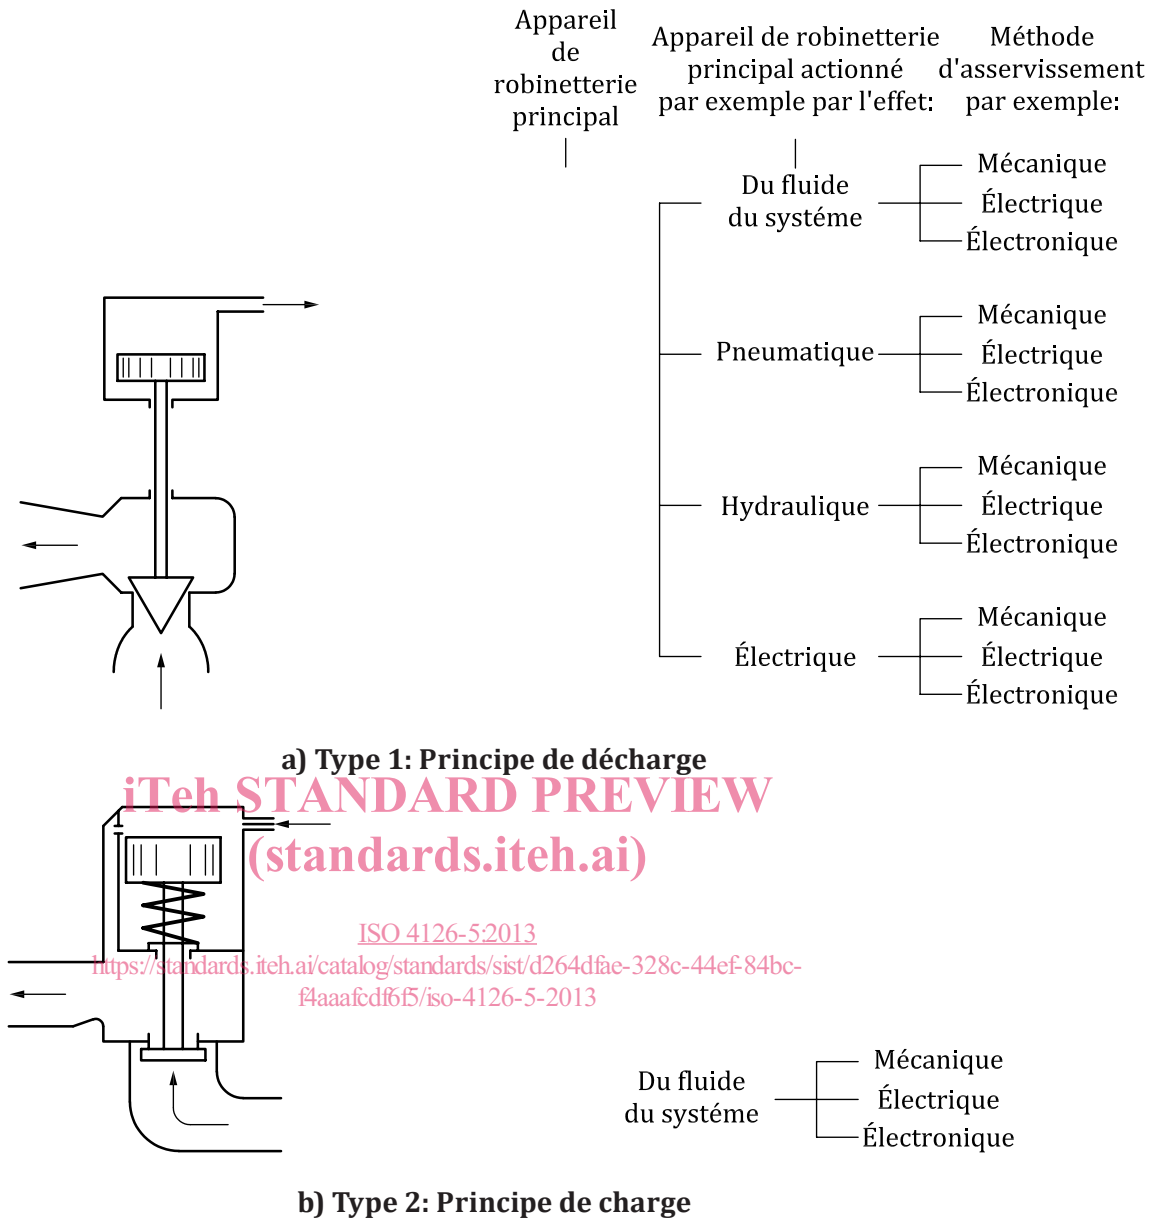 Appareil
de
robinetterie
principal
Appareil de robinetterie
principal actionné
par exemple par l'effet:
Méthode
d'asservissement
par exemple:
Du fluide
du systéme
Mécanique
Électrique
Électronique
Pneumatique
Mécanique
Électrique
Électronique
Hydraulique
Mécanique
Électrique
Électronique
Électrique
Mécanique
Électrique
Électronique
a) Type 1: Principe de décharge
iTeh STANDARD PREVIEW
(standards.iteh.ai)
ISO 4126-5:2013
https://standards.iteh.ai/catalog/standards/sist/d264dfae-328c-44ef-84bc-
f4aaafcdf6f5/iso-4126-5-2013
Du fluide
du systéme
Mécanique
Électrique
Électronique
b) Type 2: Principe de charge